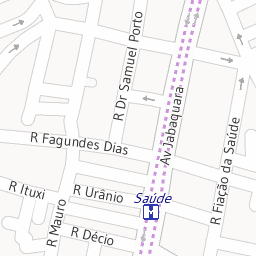 R Dr Samuel Porto
Av Jabaquara
R Fiação da Saúde
R Fagundes Dias
R Ituxi
R Urânio
Saúde
M
R Mauro
R Décio